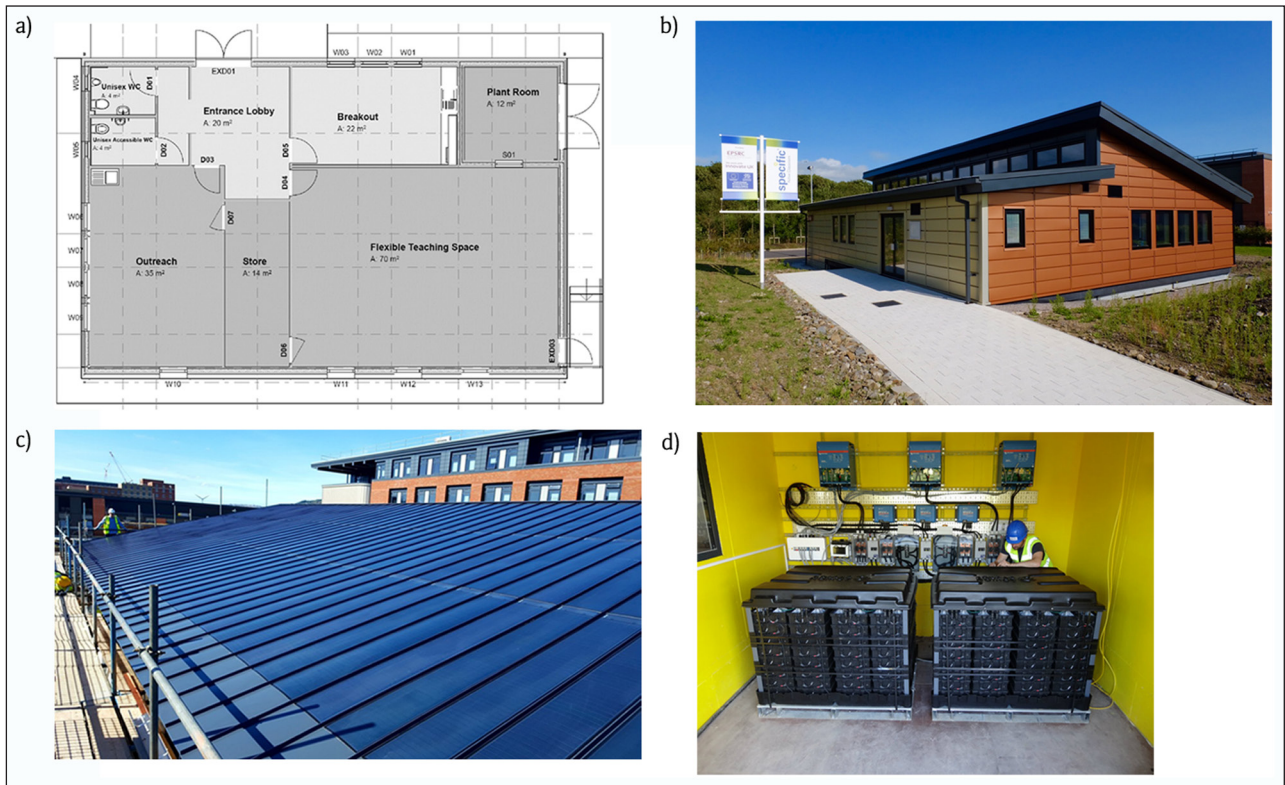 a)
EXD01
W03 W02 W01
W04
D01
Unisex WC
A: 4 m²
Entrance Lobby
A: 20 m²
Breakout
A: 22 m²
Plant Room
A: 12 m²
Unisex Accessible WC
A: 4 m²
W05
D02
D03
D05
S01
D04
W06
W07
W08
W09
D07
Outreach
A: 35 m²
Store
A: 14 m²
Flexible Teaching Space
A: 70 m²
D06
EXD03
W10
W11
W12
W13
b)
EPSRC
specific
c)
d)